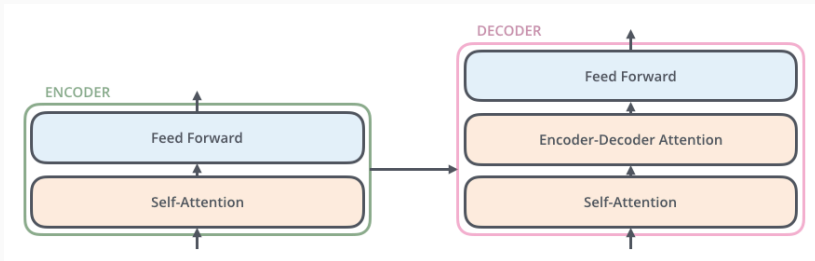 ENCODER
Feed Forward
Self-Attention
DECODER
Feed Forward
Encoder-Decoder Attention
Self-Attention